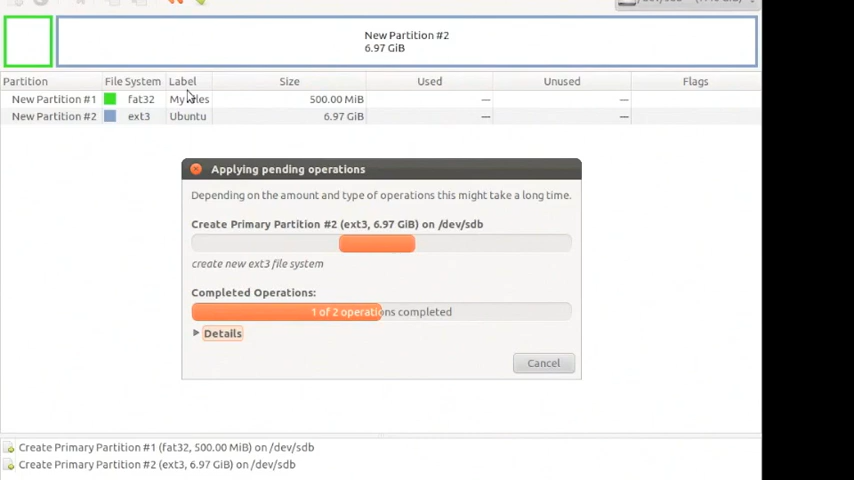 New Partition #2
6.97 GiB
Partition File System Label Size Used Unused Flags
New Partition #1 fat32 500.00 MiB — —
New Partition #2 ext3 Ubuntu 6.97 GiB — —
Applying pending operations
Depending on the amount and type of operations this might take a long time.
Create Primary Partition #2 (ext3, 6.97 GiB) on /dev/sdb
create new ext3 file system
Completed Operations:
1 of 2 operations completed
Details
Cancel
Create Primary Partition #1 (fat32, 500.00 MiB) on /dev/sdb
Create Primary Partition #2 (ext3, 6.97 GiB) on /dev/sdb